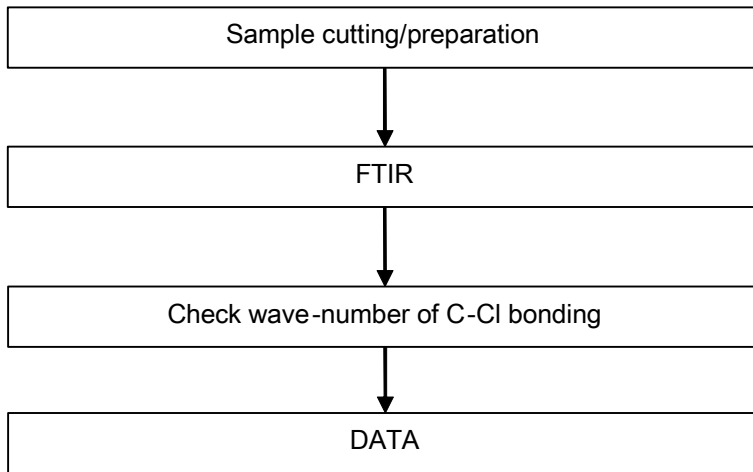 Sample cutting/preparation
FTIR
Check wave-number of C-Cl bonding
DATA